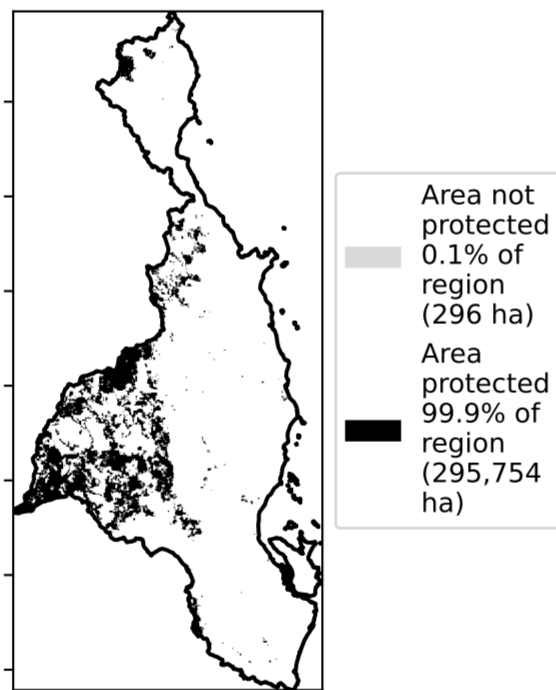 Area not
protected
0.1% of
region
(296 ha)
Area
protected
99.9% of
region
(295,754
ha)